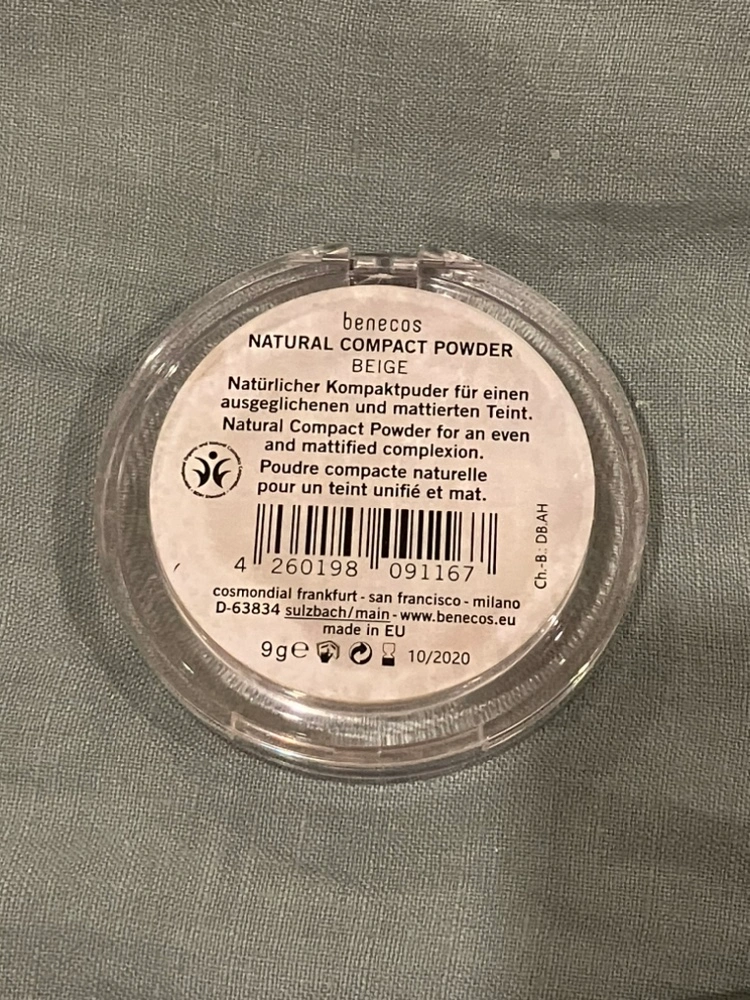 benecos
NATURAL COMPACT POWDER
BEIGE
Natürlicher Kompaktpuder für einen
ausgeglichenen und mattierten Teint.
Natural Compact Powder for an even
and mattified complexion.
Poudre compacte naturelle
pour un teint unifié et mat.
Ch.-B.: DB.AH
4 260198 091167
cosmondial frankfurt - san francisco - milano
D-63834 sulzbach/main - www.benecos.eu
made in EU
9g℮ 10/2020